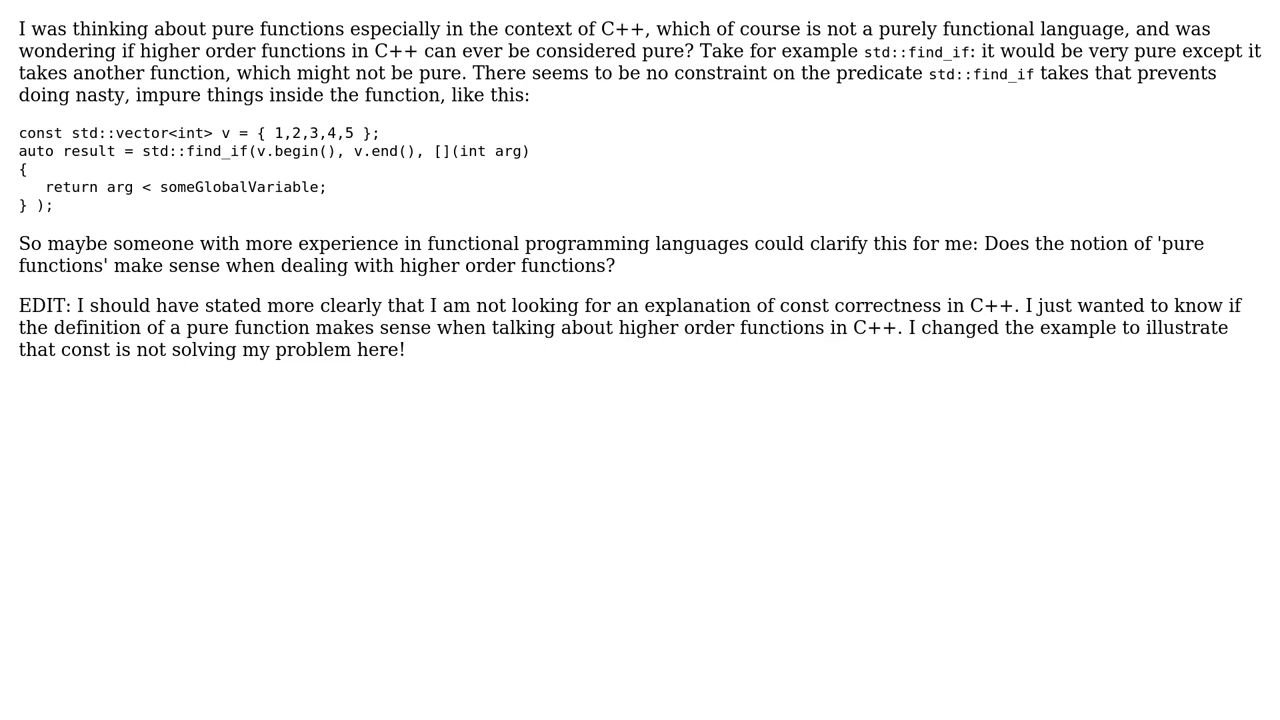 I was thinking about pure functions especially in the context of C++, which of course is not a purely functional language, and was
wondering if higher order functions in C++ can ever be considered pure? Take for example std::find_if: it would be very pure except it
takes another function, which might not be pure. There seems to be no constraint on the predicate std::find_if takes that prevents
doing nasty, impure things inside the function, like this:
const std::vector<int> v = { 1,2,3,4,5 };
auto result = std::find_if(v.begin(), v.end(), [](int arg)
{
   return arg < someGlobalVariable;
} );
So maybe someone with more experience in functional programming languages could clarify this for me: Does the notion of 'pure
functions' make sense when dealing with higher order functions?
EDIT: I should have stated more clearly that I am not looking for an explanation of const correctness in C++. I just wanted to know if
the definition of a pure function makes sense when talking about higher order functions in C++. I changed the example to illustrate
that const is not solving my problem here!